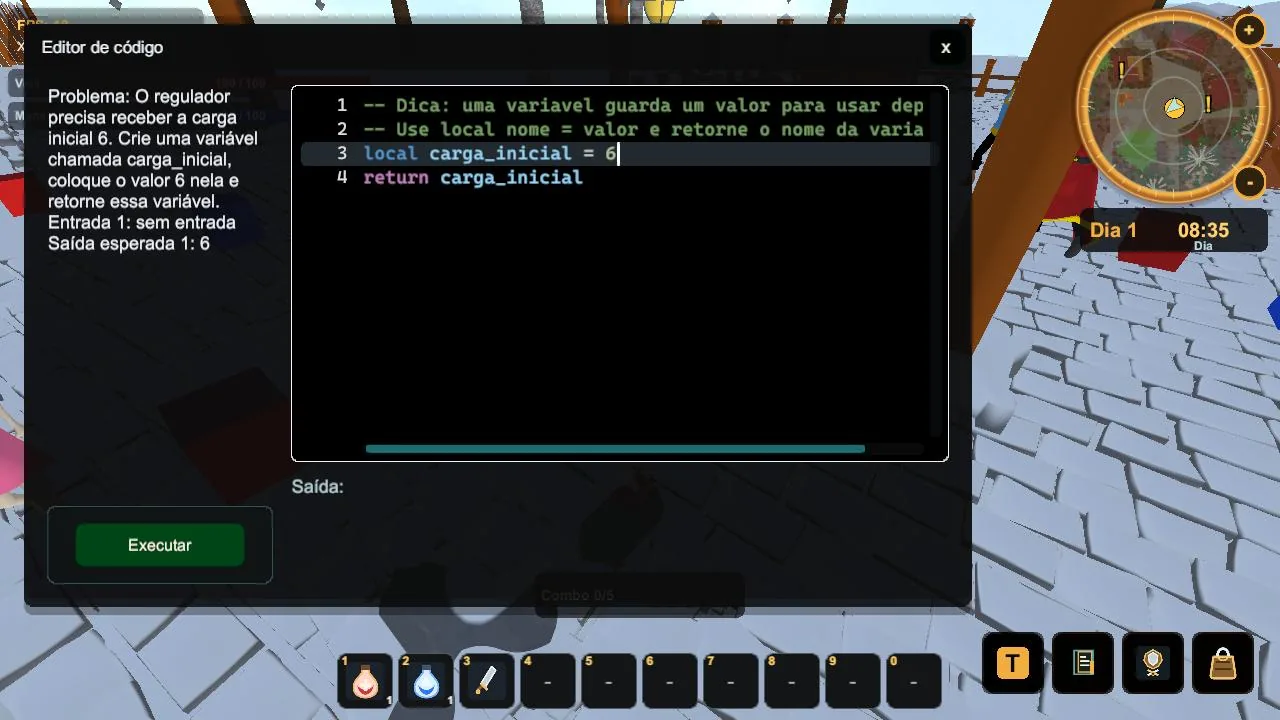 Editor de código
x
Problema: O regulador
precisa receber a carga
inicial 6. Crie uma variável
chamada carga_inicial,
coloque o valor 6 nela e
retorne essa variável.
Entrada 1: sem entrada
Saída esperada 1: 6
1 -- Dica: uma variavel guarda um valor para usar dep
2 -- Use local nome = valor e retorne o nome da varia
3 local carga_inicial = 6
4 return carga_inicial
Saída:
Executar
Combo 0/5
+
! !
-
Dia 1 08:35
Dia
1 2 3 4 5 6 7 8 9 0
- - - - - - -
1 1
T